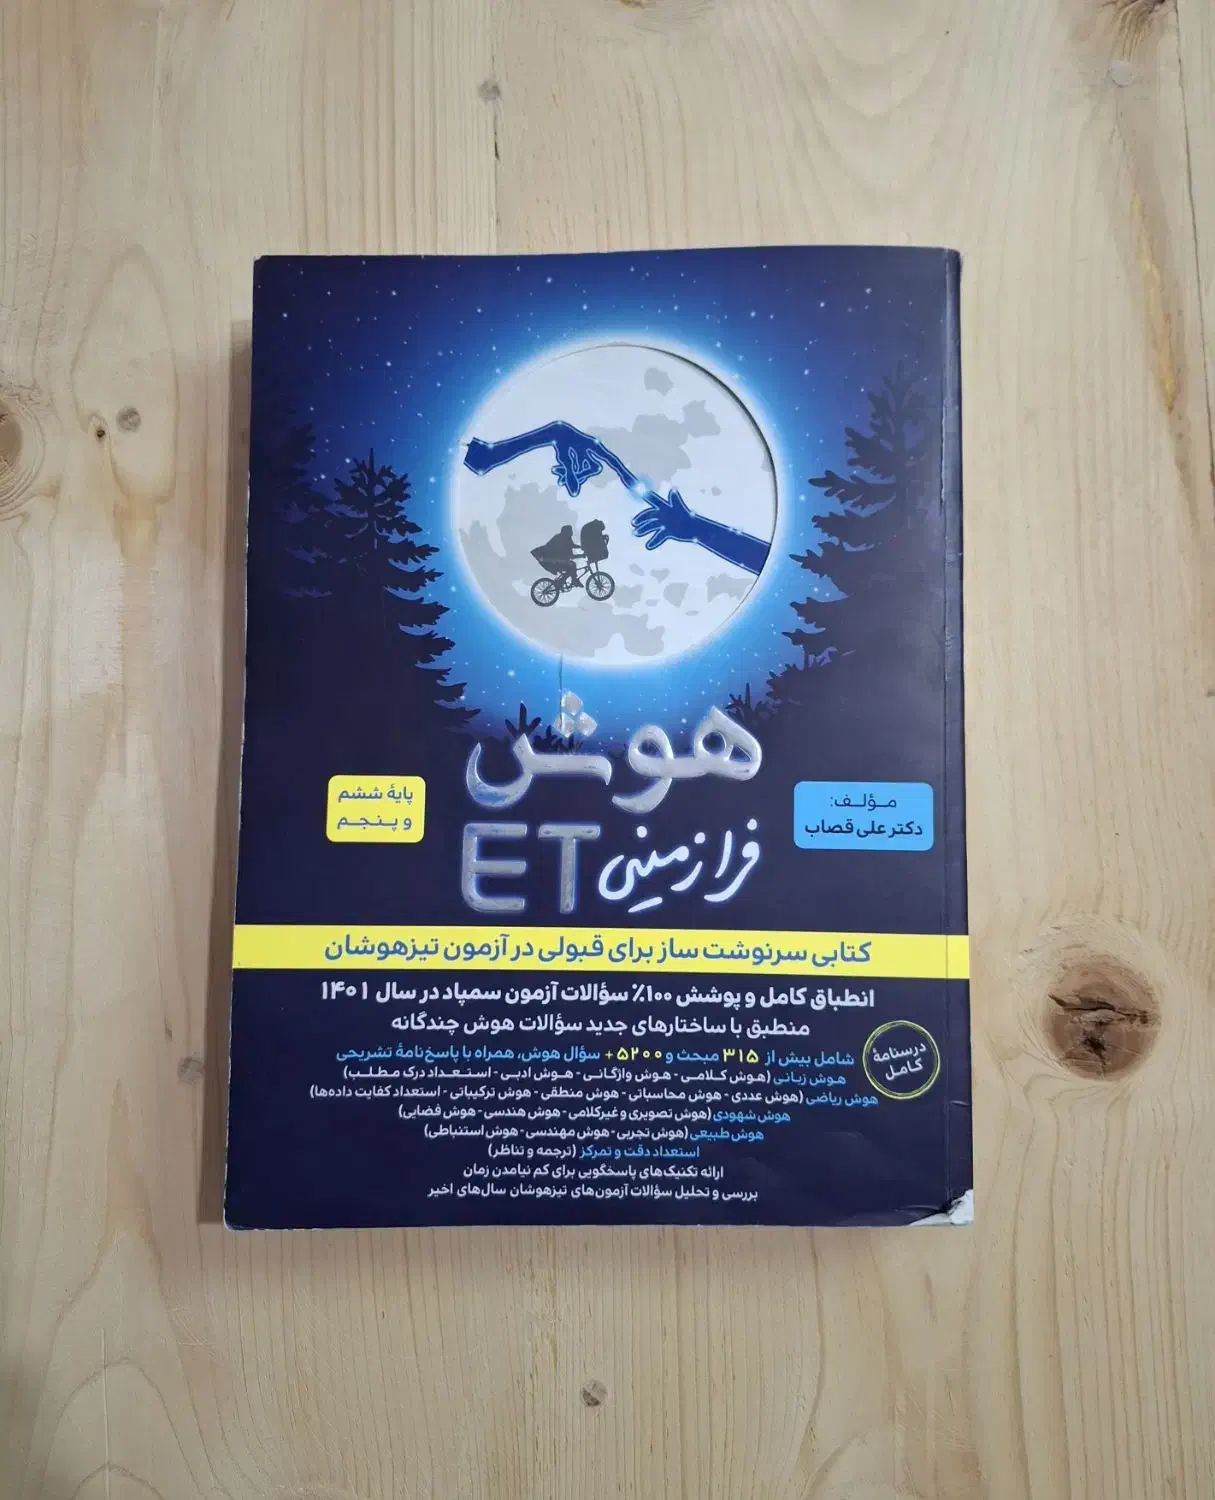 هوش
فرازمینی ET
مؤلف:
دکتر علی قصاب
پایهٔ ششم
و پنجم
کتابی سرنوشت ساز برای قبولی در آزمون تیزهوشان
انطباق کامل و پوشش ۱۰۰٪ سؤالات آزمون سمپاد در سال ۱۴۰۱
منطبق با ساختارهای جدید سؤالات هوش چندگانه
درسنامهٔ
کامل
شامل بیش از ۳۱۵ مبحث و ۵۲۰۰+ سؤال هوش، همراه با پاسخ‌نامهٔ تشریحی
هوش زبانی (هوش کلامی - هوش واژگانی - هوش ادبی - استعداد درک مطلب)
هوش ریاضی (هوش عددی - هوش محاسباتی - هوش منطقی - هوش ترکیباتی - استعداد کفایت داده‌ها)
هوش شهودی (هوش تصویری و غیرکلامی - هوش هندسی - هوش فضایی)
هوش طبیعی (هوش تجربی - هوش مهندسی - هوش استنباطی)
استعداد دقت و تمرکز (ترجمه و تناظر)
ارائه تکنیک‌های پاسخگویی برای کم نیامدن زمان
بررسی و تحلیل سؤالات آزمون‌های تیزهوشان سال‌های اخیر